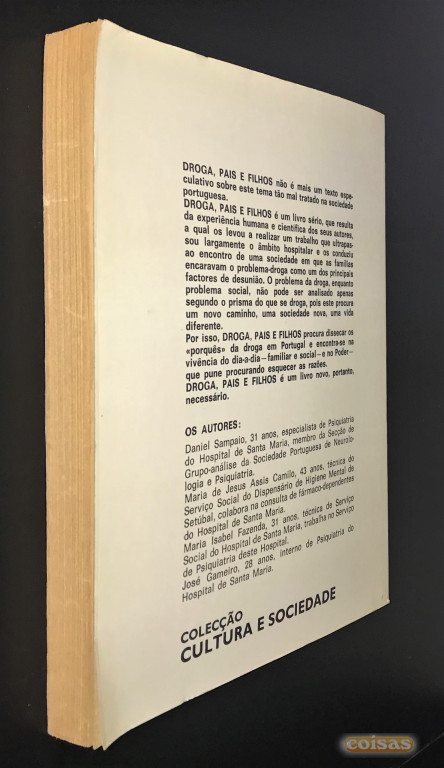 DROGA, PAIS E FILHOS não é mais um texto espe-
culativo sobre este tema tão mal tratado na sociedade
portuguesa.
DROGA, PAIS E FILHOS é um livro sério, que resulta
da experiência humana e científica dos seus autores,
a qual os levou a realizar um trabalho que ultrapas-
sou largamente o âmbito hospitalar e os conduziu
ao encontro de uma sociedade em que as famílias
encaravam o problema-droga como um dos principais
factores de desunião. O problema da droga, enquanto
problema social, não pode ser analisado apenas
segundo o prisma do que se droga, pois este procura
um novo caminho, uma sociedade nova, uma vida
diferente.
Por isso, DROGA, PAIS E FILHOS procura dissecar os
«porquês» da droga em Portugal e encontra-se na
vivência do dia-a-dia — familiar e social — e no Poder —
que pune procurando esquecer as razões.
DROGA, PAIS E FILHOS é um livro novo, portanto,
necessário.
OS AUTORES:
Daniel Sampaio, 31 anos, especialista de Psiquiatria
do Hospital de Santa Maria, membro da Secção de
Grupo-análise da Sociedade Portuguesa de Neurolo-
logia e Psiquiatria.
Maria de Jesus Assis Camilo, 43 anos, técnica do
Serviço Social do Dispensário de Higiene Mental de
Setúbal, colabora na consulta de fármaco-dependentes
do Hospital de Santa Maria.
Maria Isabel Fazenda, 31 anos, técnica de Serviço
Social do Hospital de Santa Maria, trabalha no Serviço
de Psiquiatria deste Hospital.
José Gameiro, 28 anos, interno de Psiquiatria do
Hospital de Santa Maria.
COLECÇÃO
CULTURA E SOCIEDADE
coisas